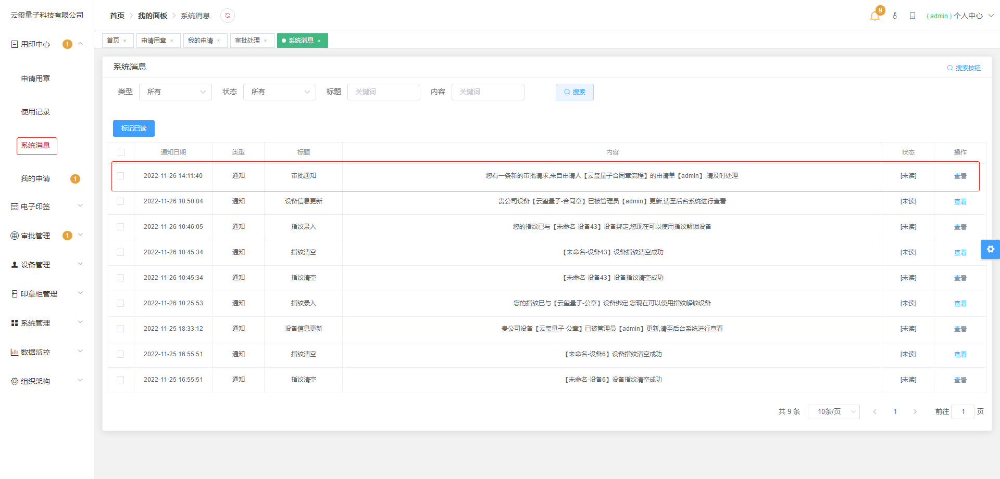 云玺量子科技有限公司
首页 我的面板 系统消息
9
( admin ) 个人中心
首页 × 申请用章 × 我的申请 × 审批处理 × 系统消息 ×
用印中心 1
申请用章
使用记录
系统消息
我的申请 1
电子印签
审批管理 1
设备管理
印章柜管理
系统管理
数据监控
组织架构
系统消息
搜索按钮
类型 所有 状态 所有 标题 关键词 内容 关键词 搜索
标记已读
通知日期 类型 标题 内容 状态 操作
2022-11-26 14:11:40 通知 审批通知 您有一条新的审批请求,来自申请人【云玺量子合同章流程】的申请单【admin】,请及时处理 [未读] 查看
2022-11-26 10:50:04 通知 设备信息更新 贵公司设备【云玺量子-合同章】已被管理员【admin】更新,请至后台系统进行查看 [未读] 查看
2022-11-26 10:46:05 通知 指纹录入 您的指纹已与【未命名-设备43】设备绑定,您现在可以使用指纹解锁设备 [未读] 查看
2022-11-26 10:45:34 通知 指纹清空 【未命名-设备43】设备指纹清空成功 [未读] 查看
2022-11-26 10:45:34 通知 指纹清空 【未命名-设备43】设备指纹清空成功 [未读] 查看
2022-11-26 10:25:53 通知 指纹录入 您的指纹已与【云玺量子-公章】设备绑定,您现在可以使用指纹解锁设备 [未读] 查看
2022-11-25 18:33:12 通知 设备信息更新 贵公司设备【云玺量子-公章】已被管理员【admin】更新,请至后台系统进行查看 [未读] 查看
2022-11-25 16:55:51 通知 指纹清空 【未命名-设备6】设备指纹清空成功 [未读] 查看
2022-11-25 16:55:51 通知 指纹清空 【未命名-设备6】设备指纹清空成功 [未读] 查看
共 9 条 10条/页 1 前往 1 页